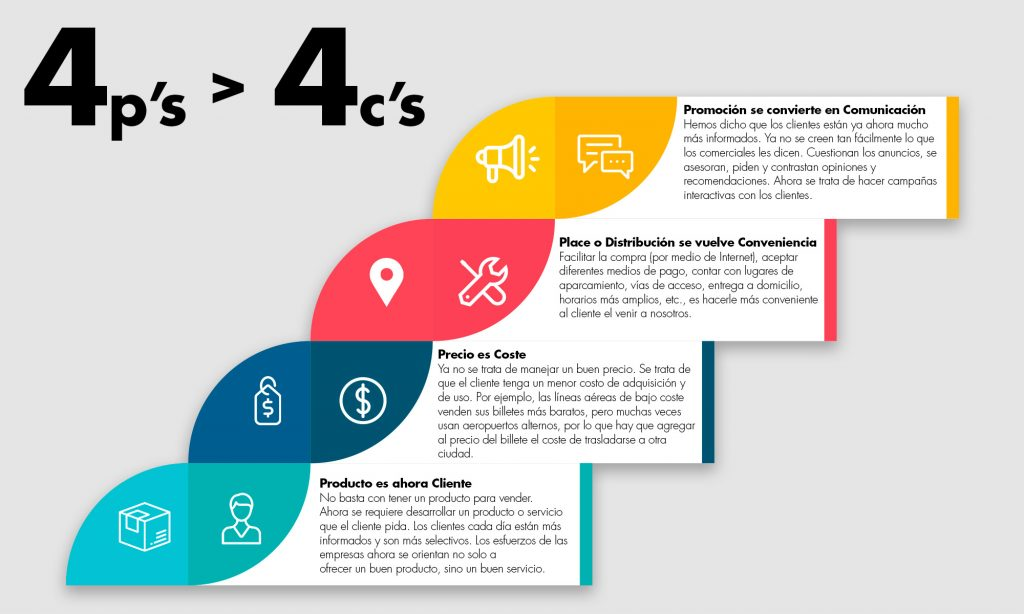 4p's > 4c's
Promoción se convierte en Comunicación
Hemos dicho que los clientes están ya ahora mucho
más informados. Ya no se creen tan fácilmente lo que
los comerciales les dicen. Cuestionan los anuncios, se
asesoran, piden y contrastan opiniones y
recomendaciones. Ahora se trata de hacer campañas
interactivas con los clientes.
Place o Distribución se vuelve Conveniencia
Facilitar la compra (por medio de Internet), aceptar
diferentes medios de pago, contar con lugares de
aparcamiento, vías de acceso, entrega a domicilio,
horarios más amplios, etc., es hacerle más conveniente
al cliente el venir a nosotros.
Precio es Coste
Ya no se trata de manejar un buen precio. Se trata de
que el cliente tenga un menor costo de adquisición y
de uso. Por ejemplo, las líneas aéreas de bajo coste
venden sus billetes más baratos, pero muchas veces
usan aeropuertos alternos, por lo que hay que agregar
al precio del billete el coste de trasladarse a otra
ciudad.
$
$
Producto es ahora Cliente
No basta con tener un producto para vender.
Ahora se requiere desarrollar un producto o servicio
que el cliente pida. Los clientes cada día están más
informados y son más selectivos. Los esfuerzos de las
empresas ahora se orientan no solo a
ofrecer un buen producto, sino un buen servicio.